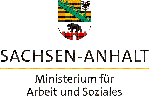 SACHSEN-ANHALT
Ministerium für
Arbeit und Soziales